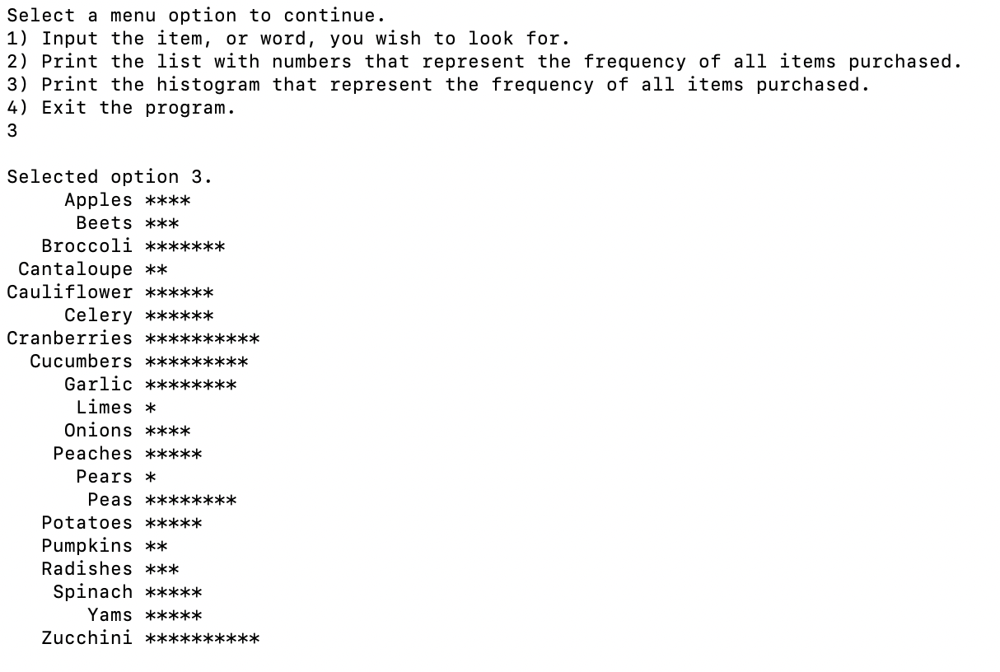 Select a menu option to continue.
1) Input the item, or word, you wish to look for.
2) Print the list with numbers that represent the frequency of all items purchased.
3) Print the histogram that represent the frequency of all items purchased.
4) Exit the program.
3

Selected option 3.
     Apples ****
      Beets ***
   Broccoli *******
 Cantaloupe **
Cauliflower ******
     Celery ******
Cranberries **********
  Cucumbers *********
     Garlic ********
      Limes *
     Onions ****
    Peaches *****
      Pears *
       Peas ********
   Potatoes *****
   Pumpkins **
   Radishes ***
    Spinach *****
       Yams *****
   Zucchini **********